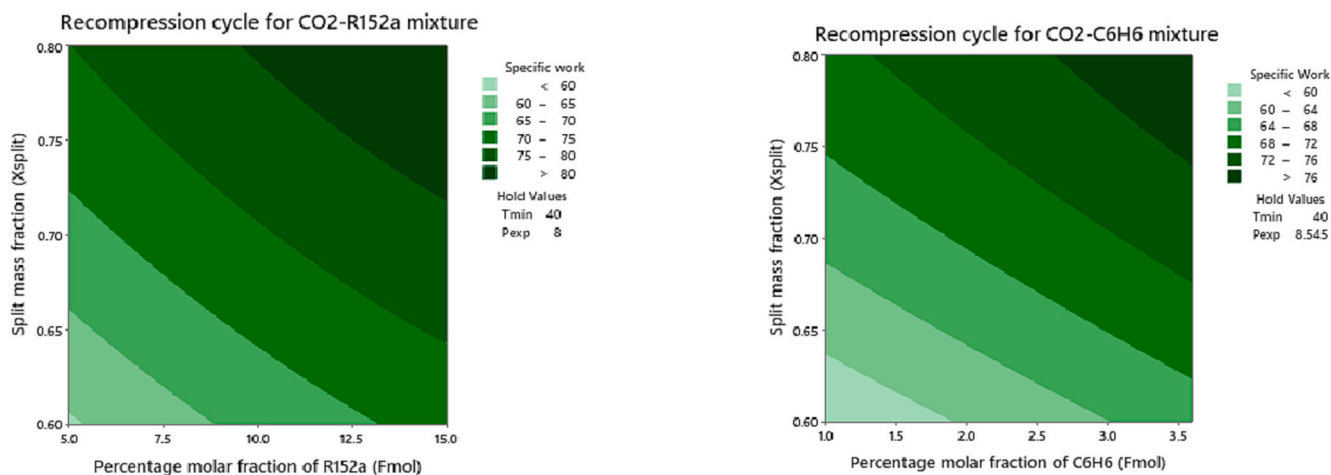 Recompression cycle for CO2-R152a mixture
Split mass fraction (Xsplit)
0.80
0.75
0.70
0.65
0.60
5.0 7.5 10.0 12.5 15.0
Percentage molar fraction of R152a (Fmol)
Specific work
< 60
60 – 65
65 – 70
70 – 75
75 – 80
> 80
Hold Values
Tmin 40
Pexp 8
Recompression cycle for CO2-C6H6 mixture
Split mass fraction (Xsplit)
0.80
0.75
0.70
0.65
0.60
1.0 1.5 2.0 2.5 3.0 3.5
Percentage molar fraction of C6H6 (Fmol)
Specific Work
< 60
60 – 64
64 – 68
68 – 72
72 – 76
> 76
Hold Values
Tmin 40
Pexp 8.545